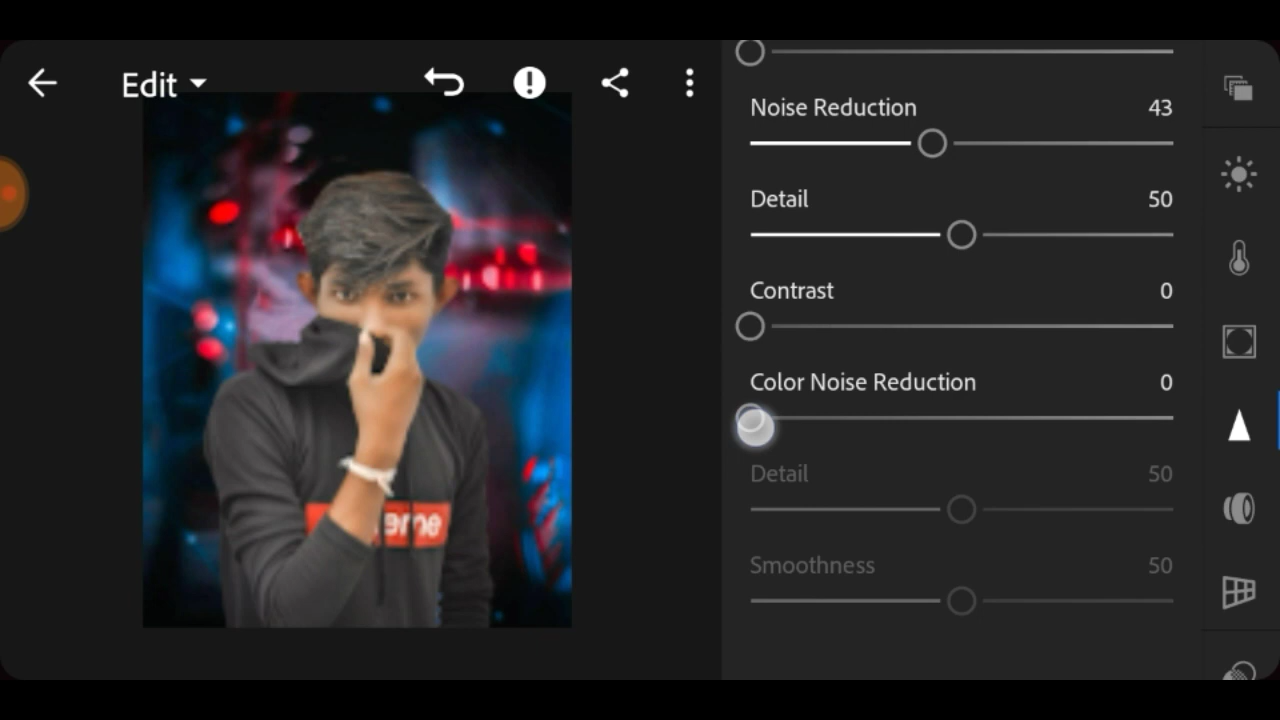 Edit
Noise Reduction 43
Detail 50
Contrast 0
Color Noise Reduction 0
Detail 50
Smoothness 50